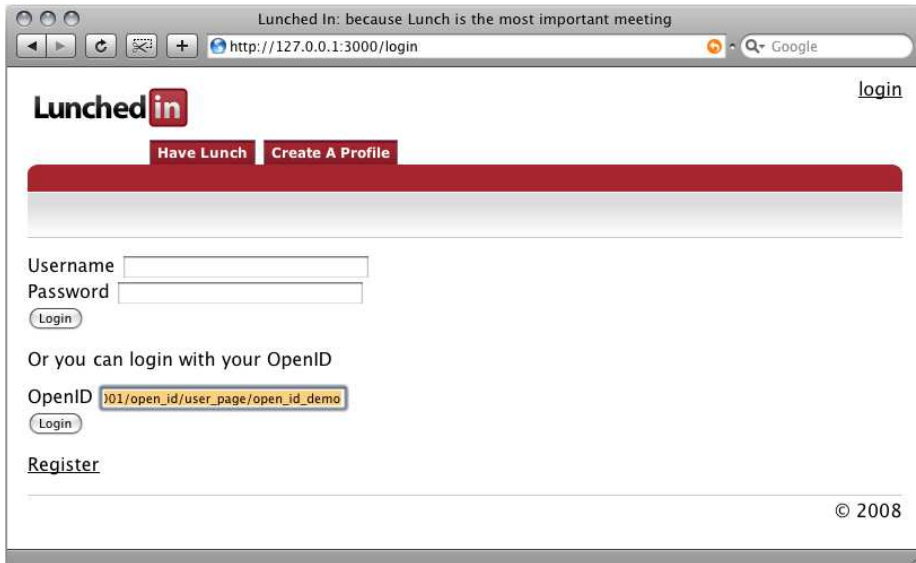 Lunched In: because Lunch is the most important meeting
http://127.0.0.1:3000/login
Google
login
Lunched in
Have Lunch Create A Profile
Username
Password
Login
Or you can login with your OpenID
OpenID 001/open_id/user_page/open_id_demo
Login
Register
© 2008